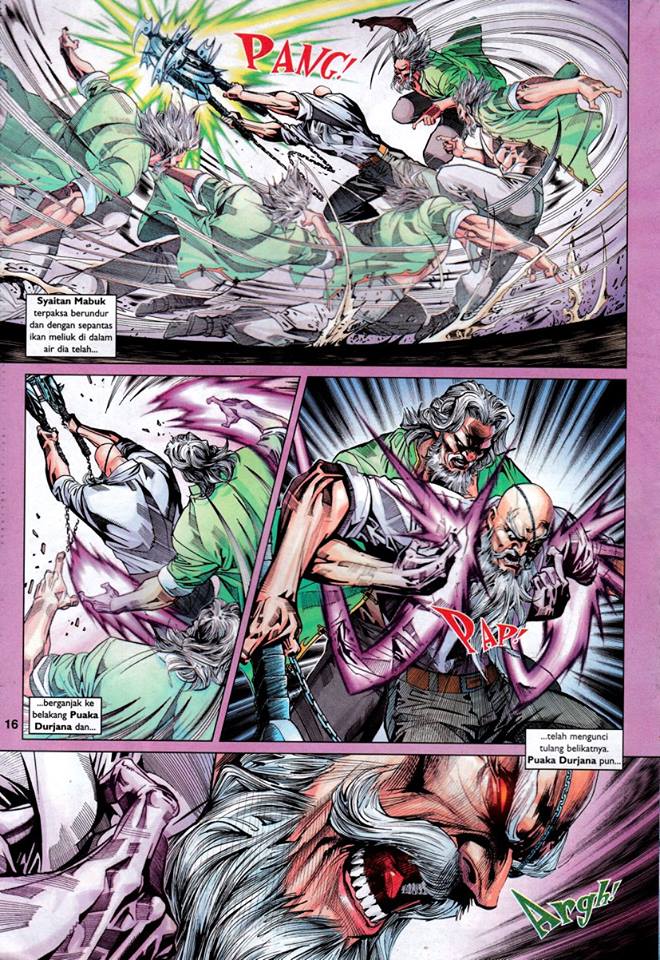 PANG!
Syaitan Mabuk
terpaksa berundur
dan dengan sepantas
ikan meliuk di dalam
air dia telah...
...berganjak ke
belakang Puaka
Durjana dan...
PAP!
...telah mengunci
tulang belikatnya.
Puaka Durjana pun...
16
Argh!